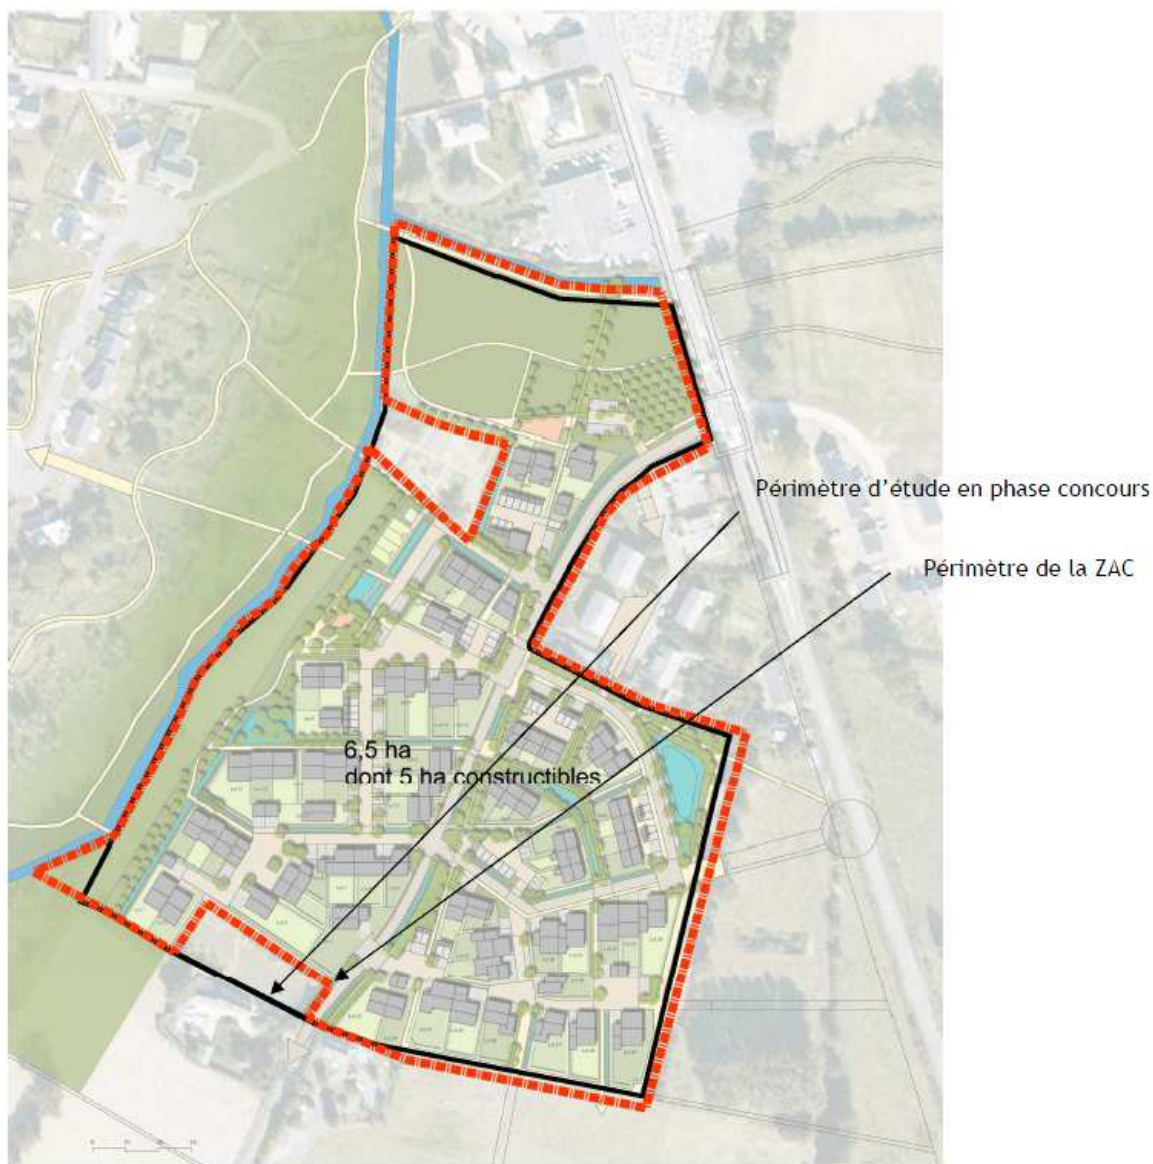 Périmètre d'étude en phase concours
Périmètre de la ZAC
6,5 ha
dont 5 ha constructibles